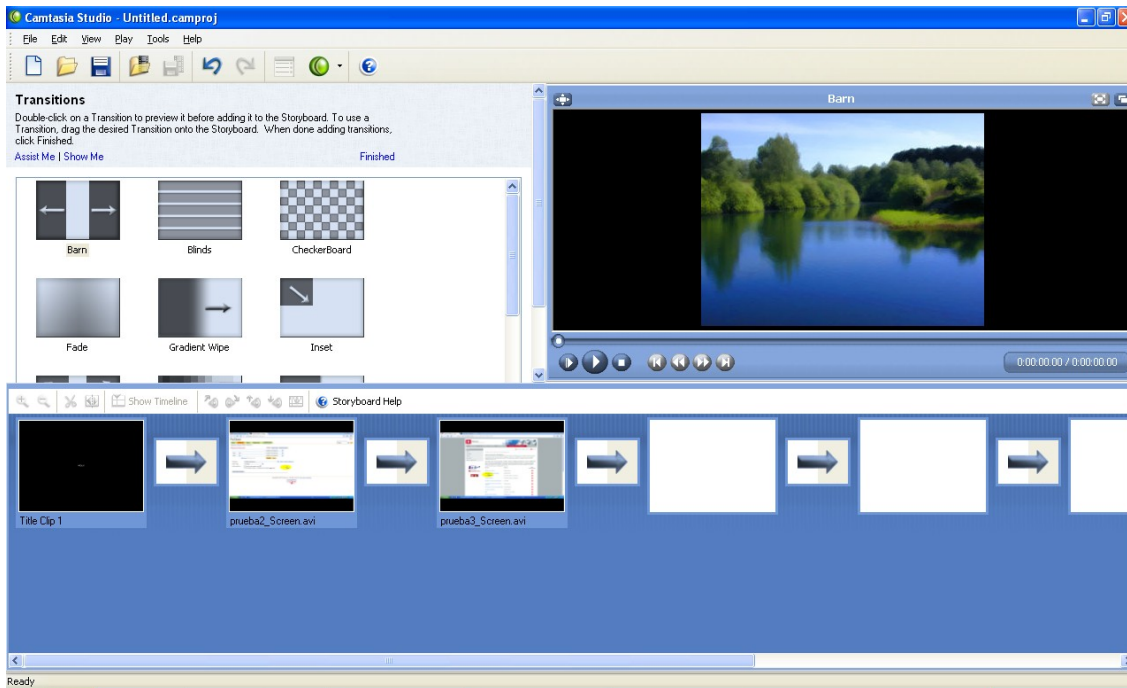 Camtasia Studio - Untitled.camproj
File Edit View Play Tools Help
Transitions
Double-click on a Transition to preview it before adding it to the Storyboard. To use a
Transition, drag the desired Transition onto the Storyboard. When done adding transitions,
click Finished.
Assist Me | Show Me Finished
Barn
Barn Blinds CheckerBoard
Fade Gradient Wipe Inset
0:00:00.00 / 0:00:00.00
Show Timeline Storyboard Help
Title Clip 1 prueba2_Screen.avi prueba3_Screen.avi
Ready